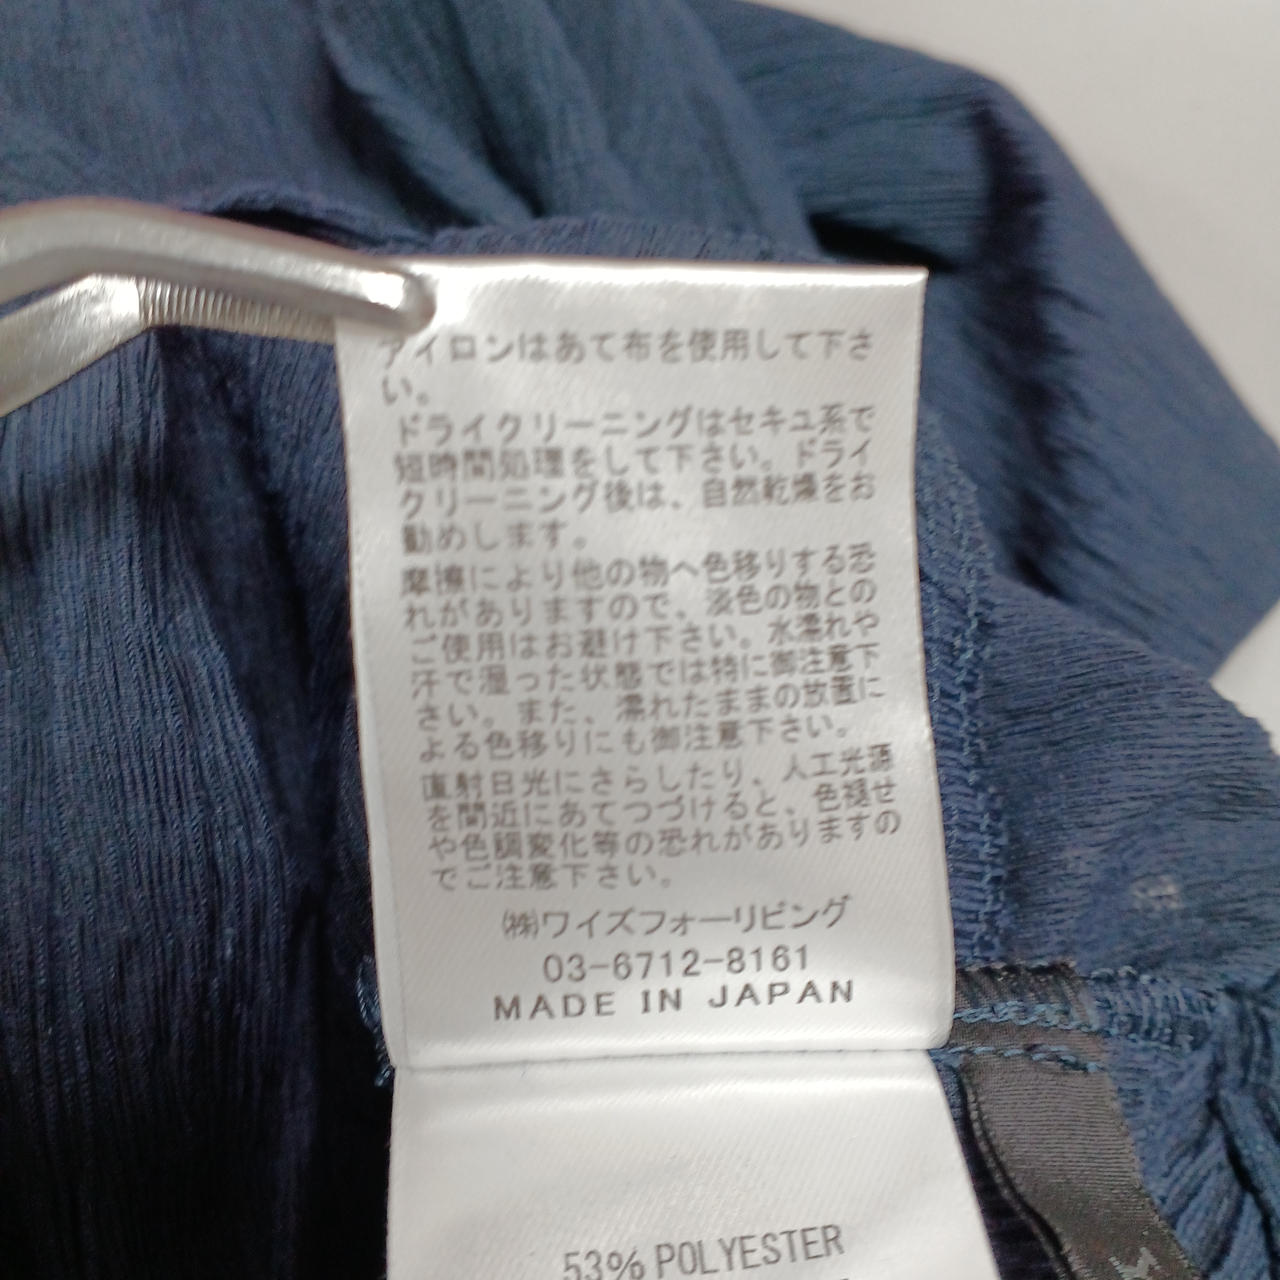 アイロンはあて布を使用して下さ
い。
ドライクリーニングはセキユ系で
短時間処理をして下さい。ドライ
クリーニング後は、自然乾燥をお
勧めします。
摩擦により他の物へ色移りする恐
れがありますので、淡色の物との
ご使用はお避け下さい。水濡れや
汗で湿った状態では特に御注意下
さい。また、濡れたままの放置に
よる色移りにも御注意下さい。
直射日光にさらしたり、人工光源
を間近にあてつづけると、色褪せ
や色調変化等の恐れがありますの
でご注意下さい。
㈱ワイズフォーリビング
03-6712-8161
MADE IN JAPAN
53% POLYESTER